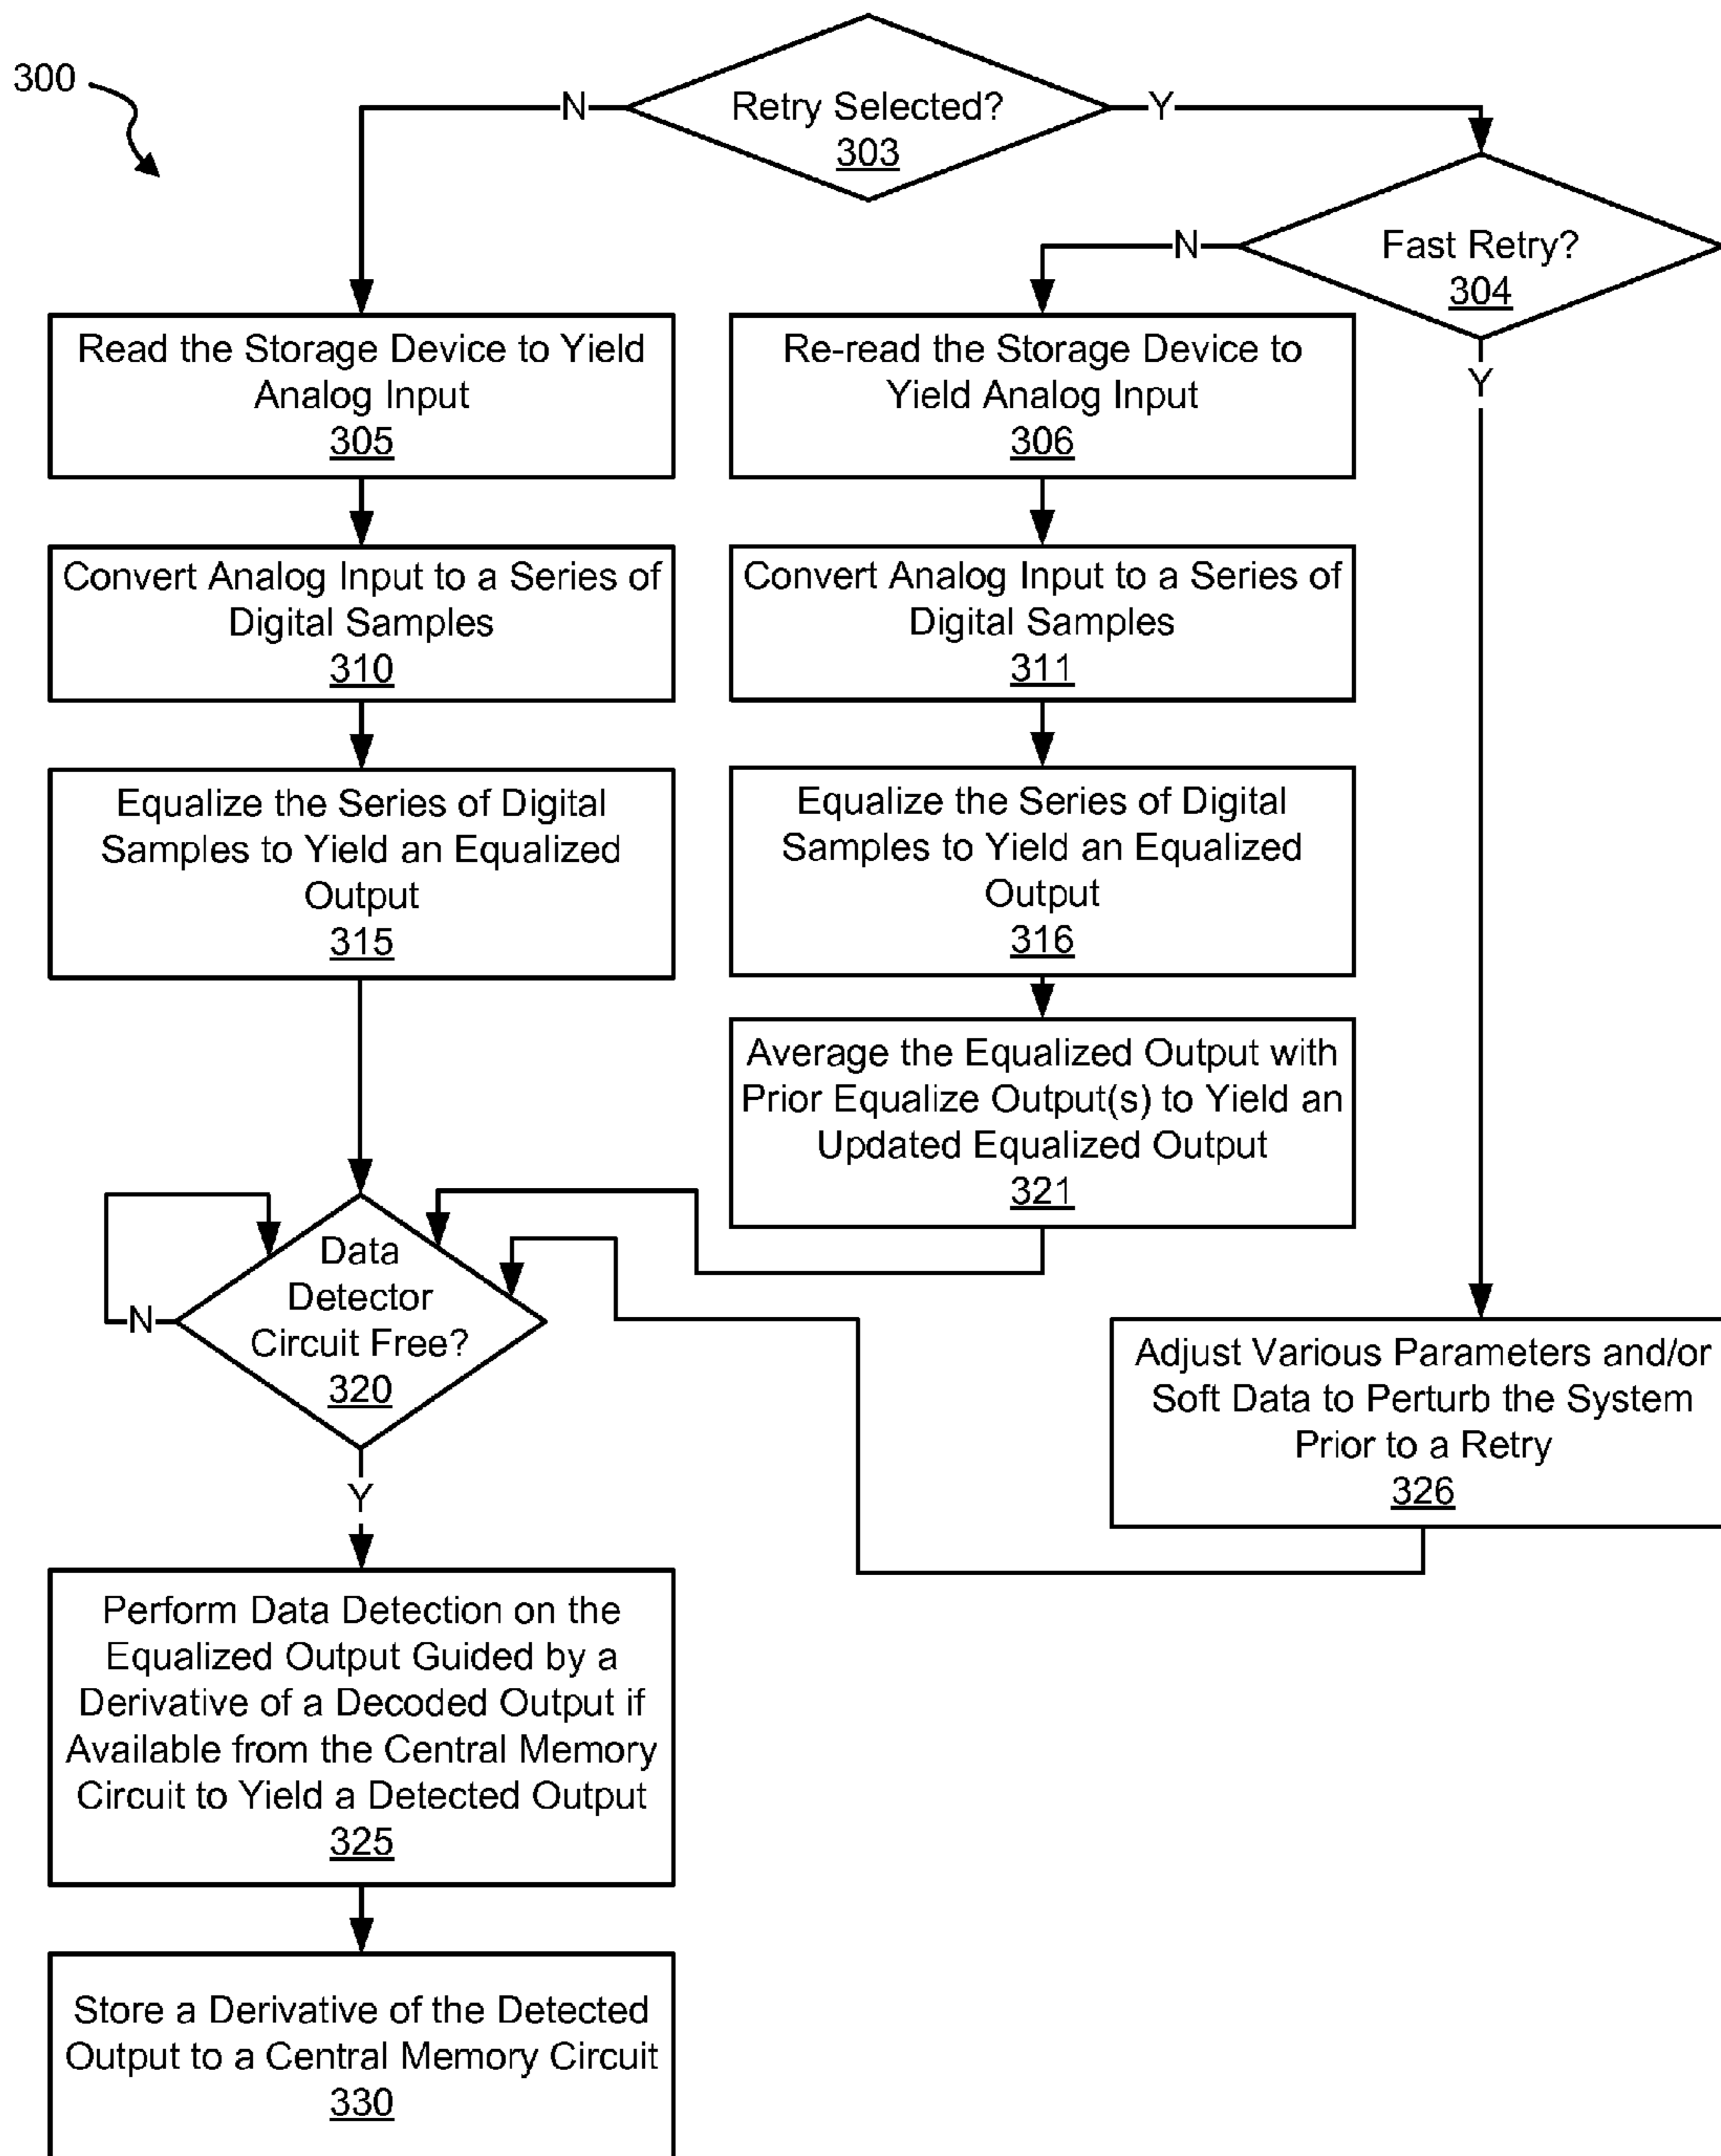 300
Retry Selected?
303
N
Y
Fast Retry?
304
N
Y
Read the Storage Device to Yield
Analog Input
305
Re-read the Storage Device to
Yield Analog Input
306
Convert Analog Input to a Series of
Digital Samples
310
Convert Analog Input to a Series of
Digital Samples
311
Equalize the Series of Digital
Samples to Yield an Equalized
Output
315
Equalize the Series of Digital
Samples to Yield an Equalized
Output
316
Average the Equalized Output with
Prior Equalize Output(s) to Yield an
Updated Equalized Output
321
Data
Detector
Circuit Free?
320
N
Y
Adjust Various Parameters and/or
Soft Data to Perturb the System
Prior to a Retry
326
Perform Data Detection on the
Equalized Output Guided by a
Derivative of a Decoded Output if
Available from the Central Memory
Circuit to Yield a Detected Output
325
Store a Derivative of the Detected
Output to a Central Memory Circuit
330